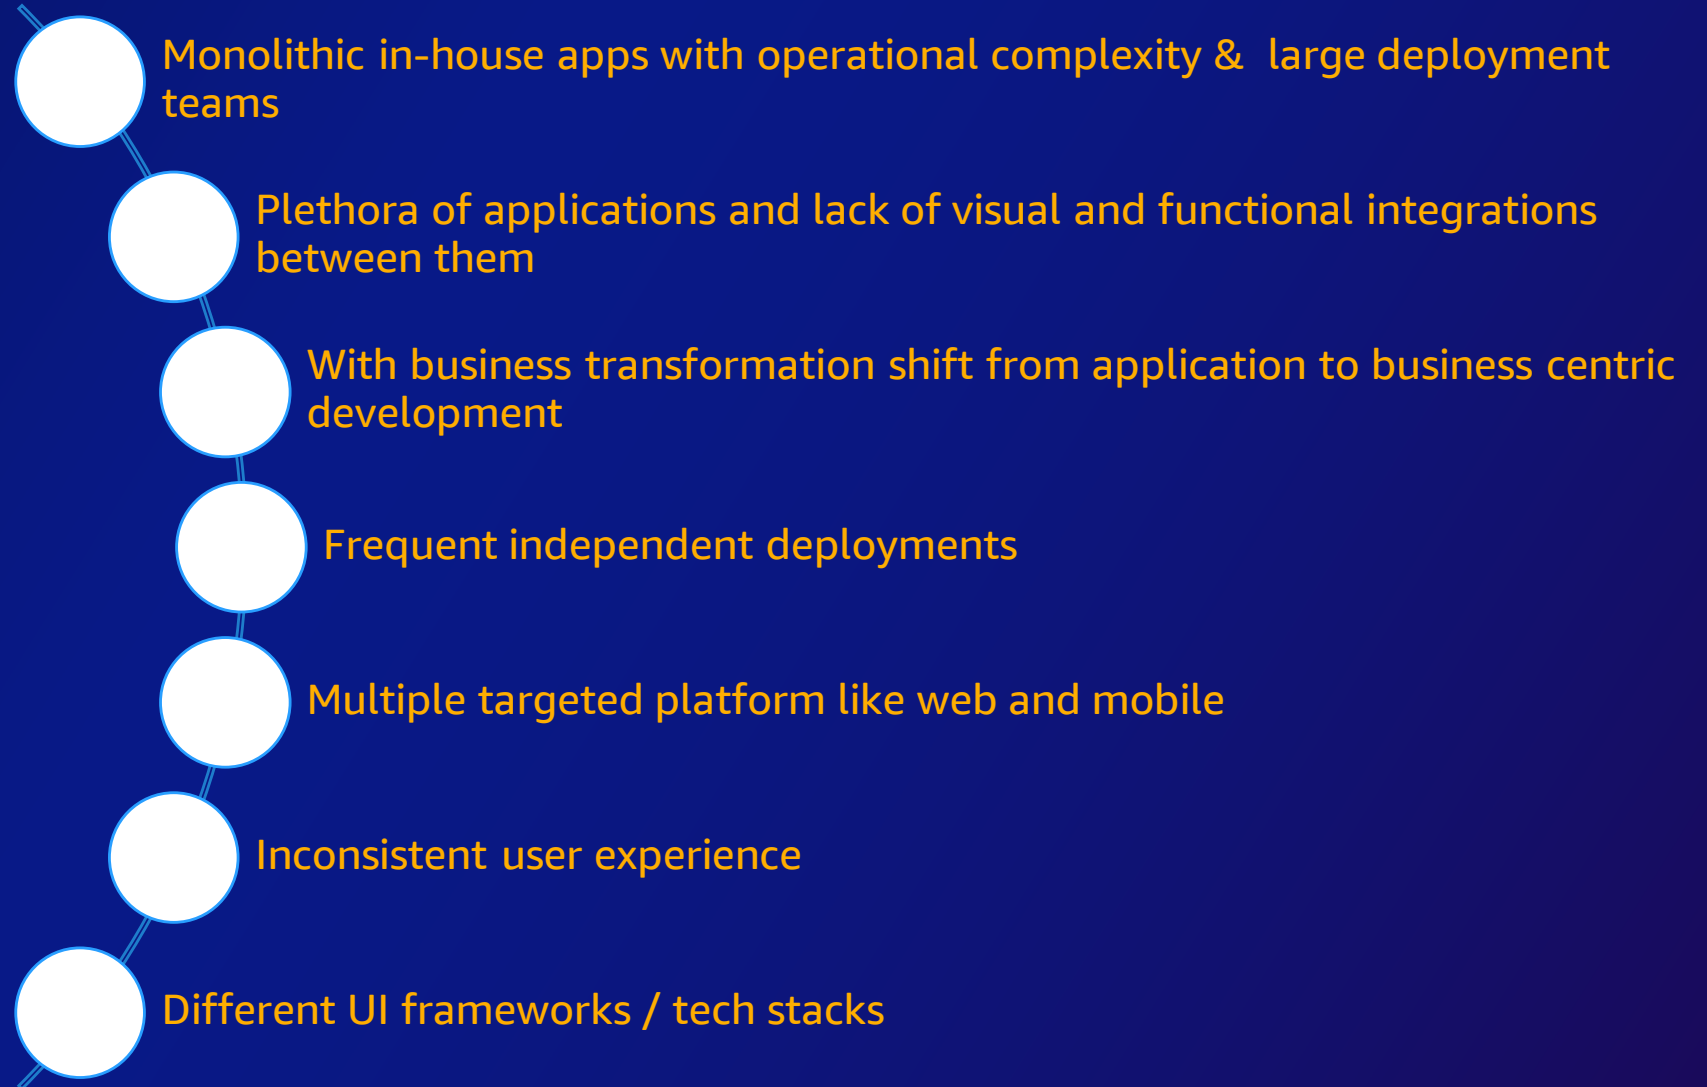 Monolithic in-house apps with operational complexity &  large deployment
teams
Plethora of applications and lack of visual and functional integrations
between them
With business transformation shift from application to business centric
development
Frequent independent deployments
Multiple targeted platform like web and mobile
Inconsistent user experience
Different UI frameworks / tech stacks